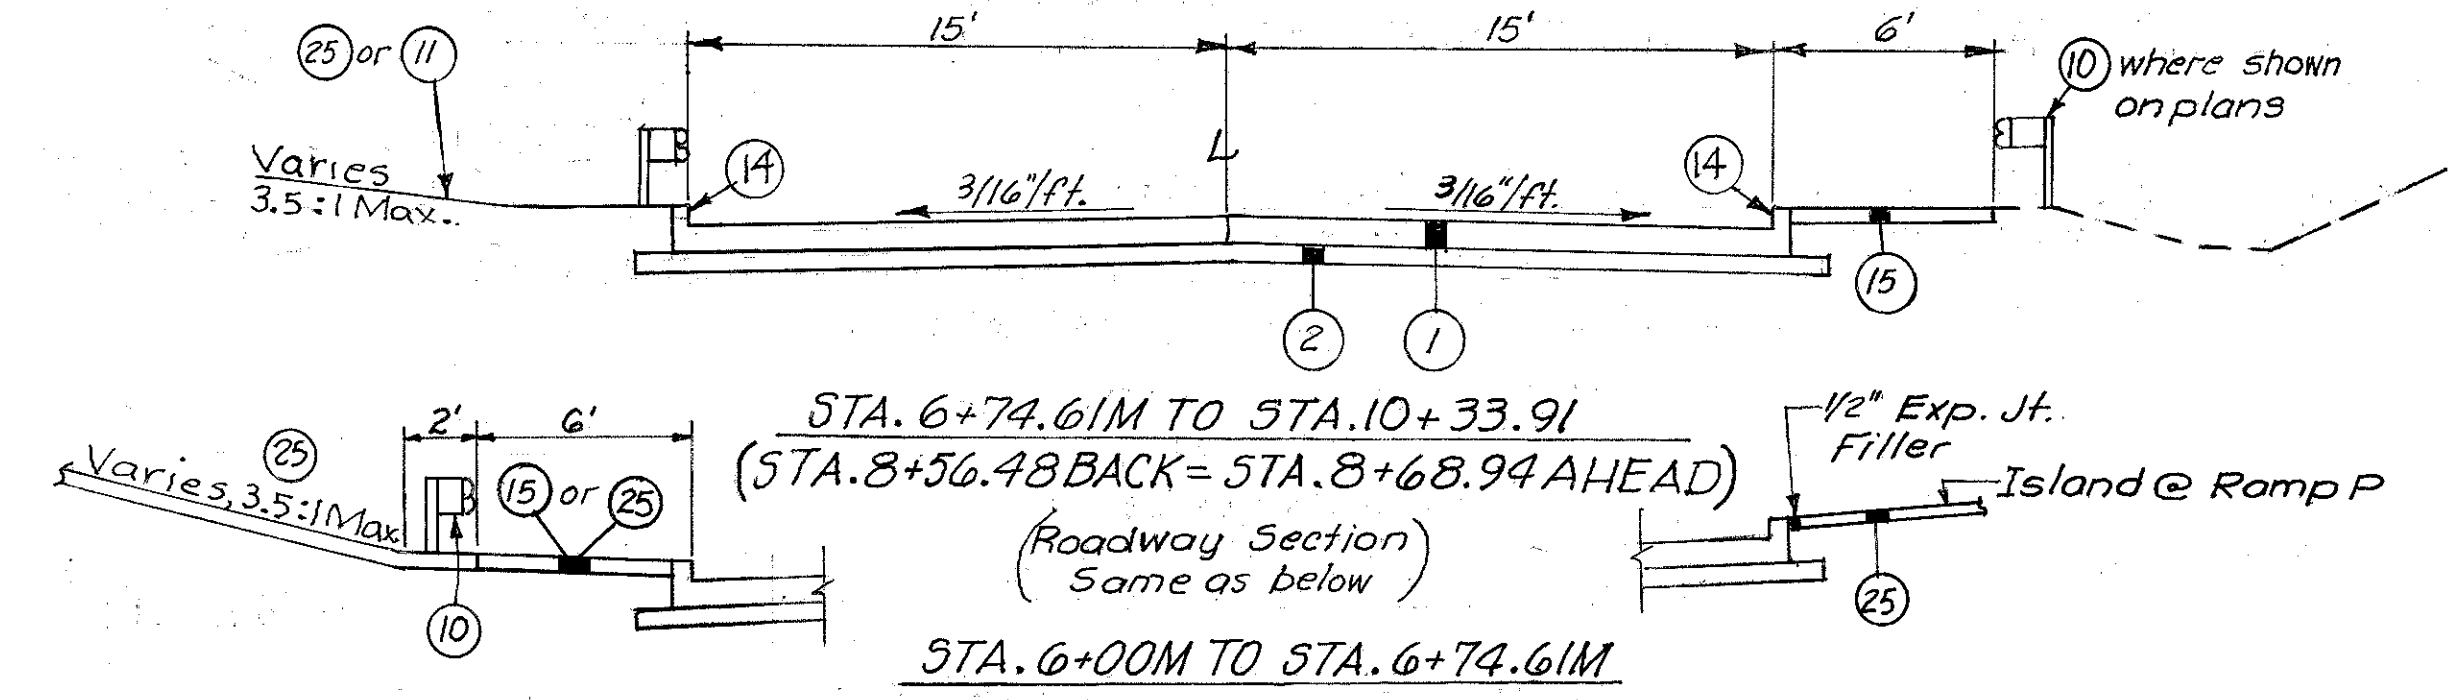 15' 15' 6'
25 or 11
10 where shown
on plans
Varies
3.5:1 Max.
14
L
14
3/16"/ft. 3/16"/ft.
15
2 1
STA. 6+74.61M TO STA.10+33.91
(STA.8+56.48 BACK = STA.8+68.94 AHEAD)
(Roadway Section
Same as below)
2' 6'
25
Varies, 3.5:1 Max
15 or 25
10
1/2" Exp. Jt.
Filler
Island @ Ramp P
25
STA. 6+00M TO STA. 6+74.61M